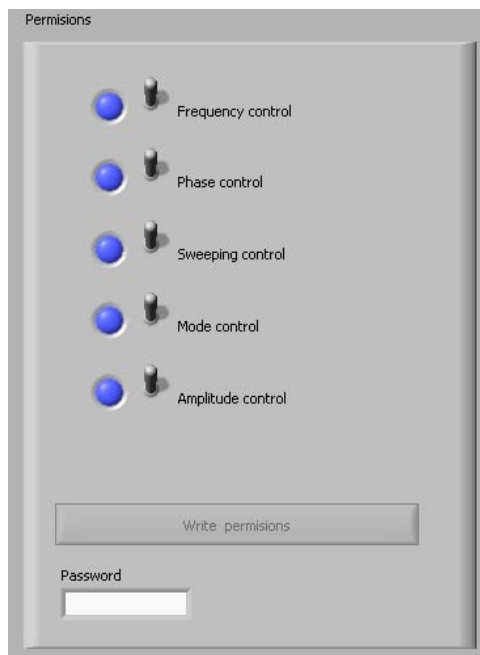 Permisions
Frequency control
Phase control
Sweeping control
Mode control
Amplitude control
Write permisions
Password